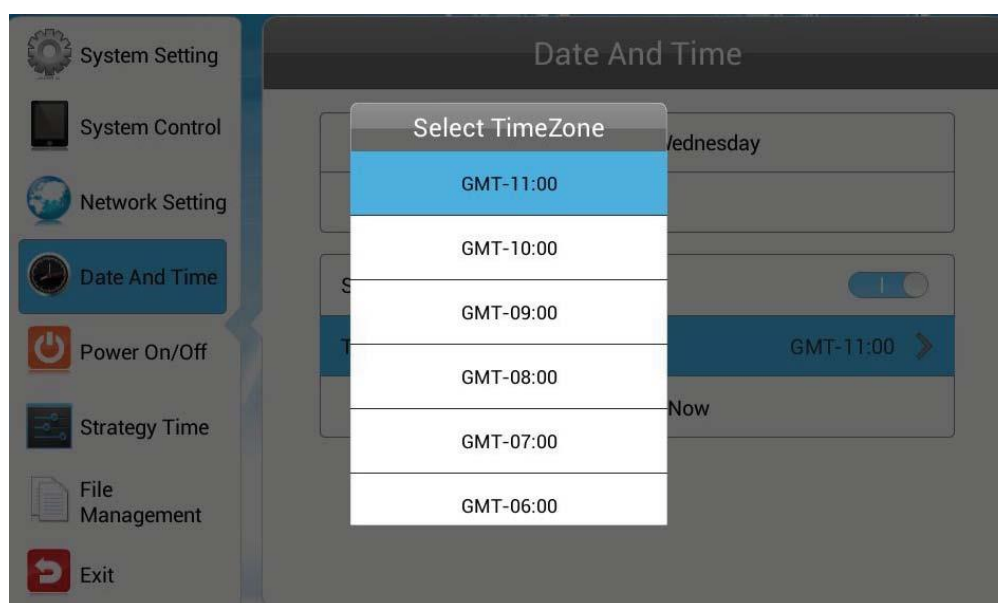 System Setting
System Control
Network Setting
Date And Time
Power On/Off
Strategy Time
File
Management
Exit
Date And Time
Select TimeZone
GMT-11:00
GMT-10:00
GMT-09:00
GMT-08:00
GMT-07:00
GMT-06:00
GMT-11:00
Now